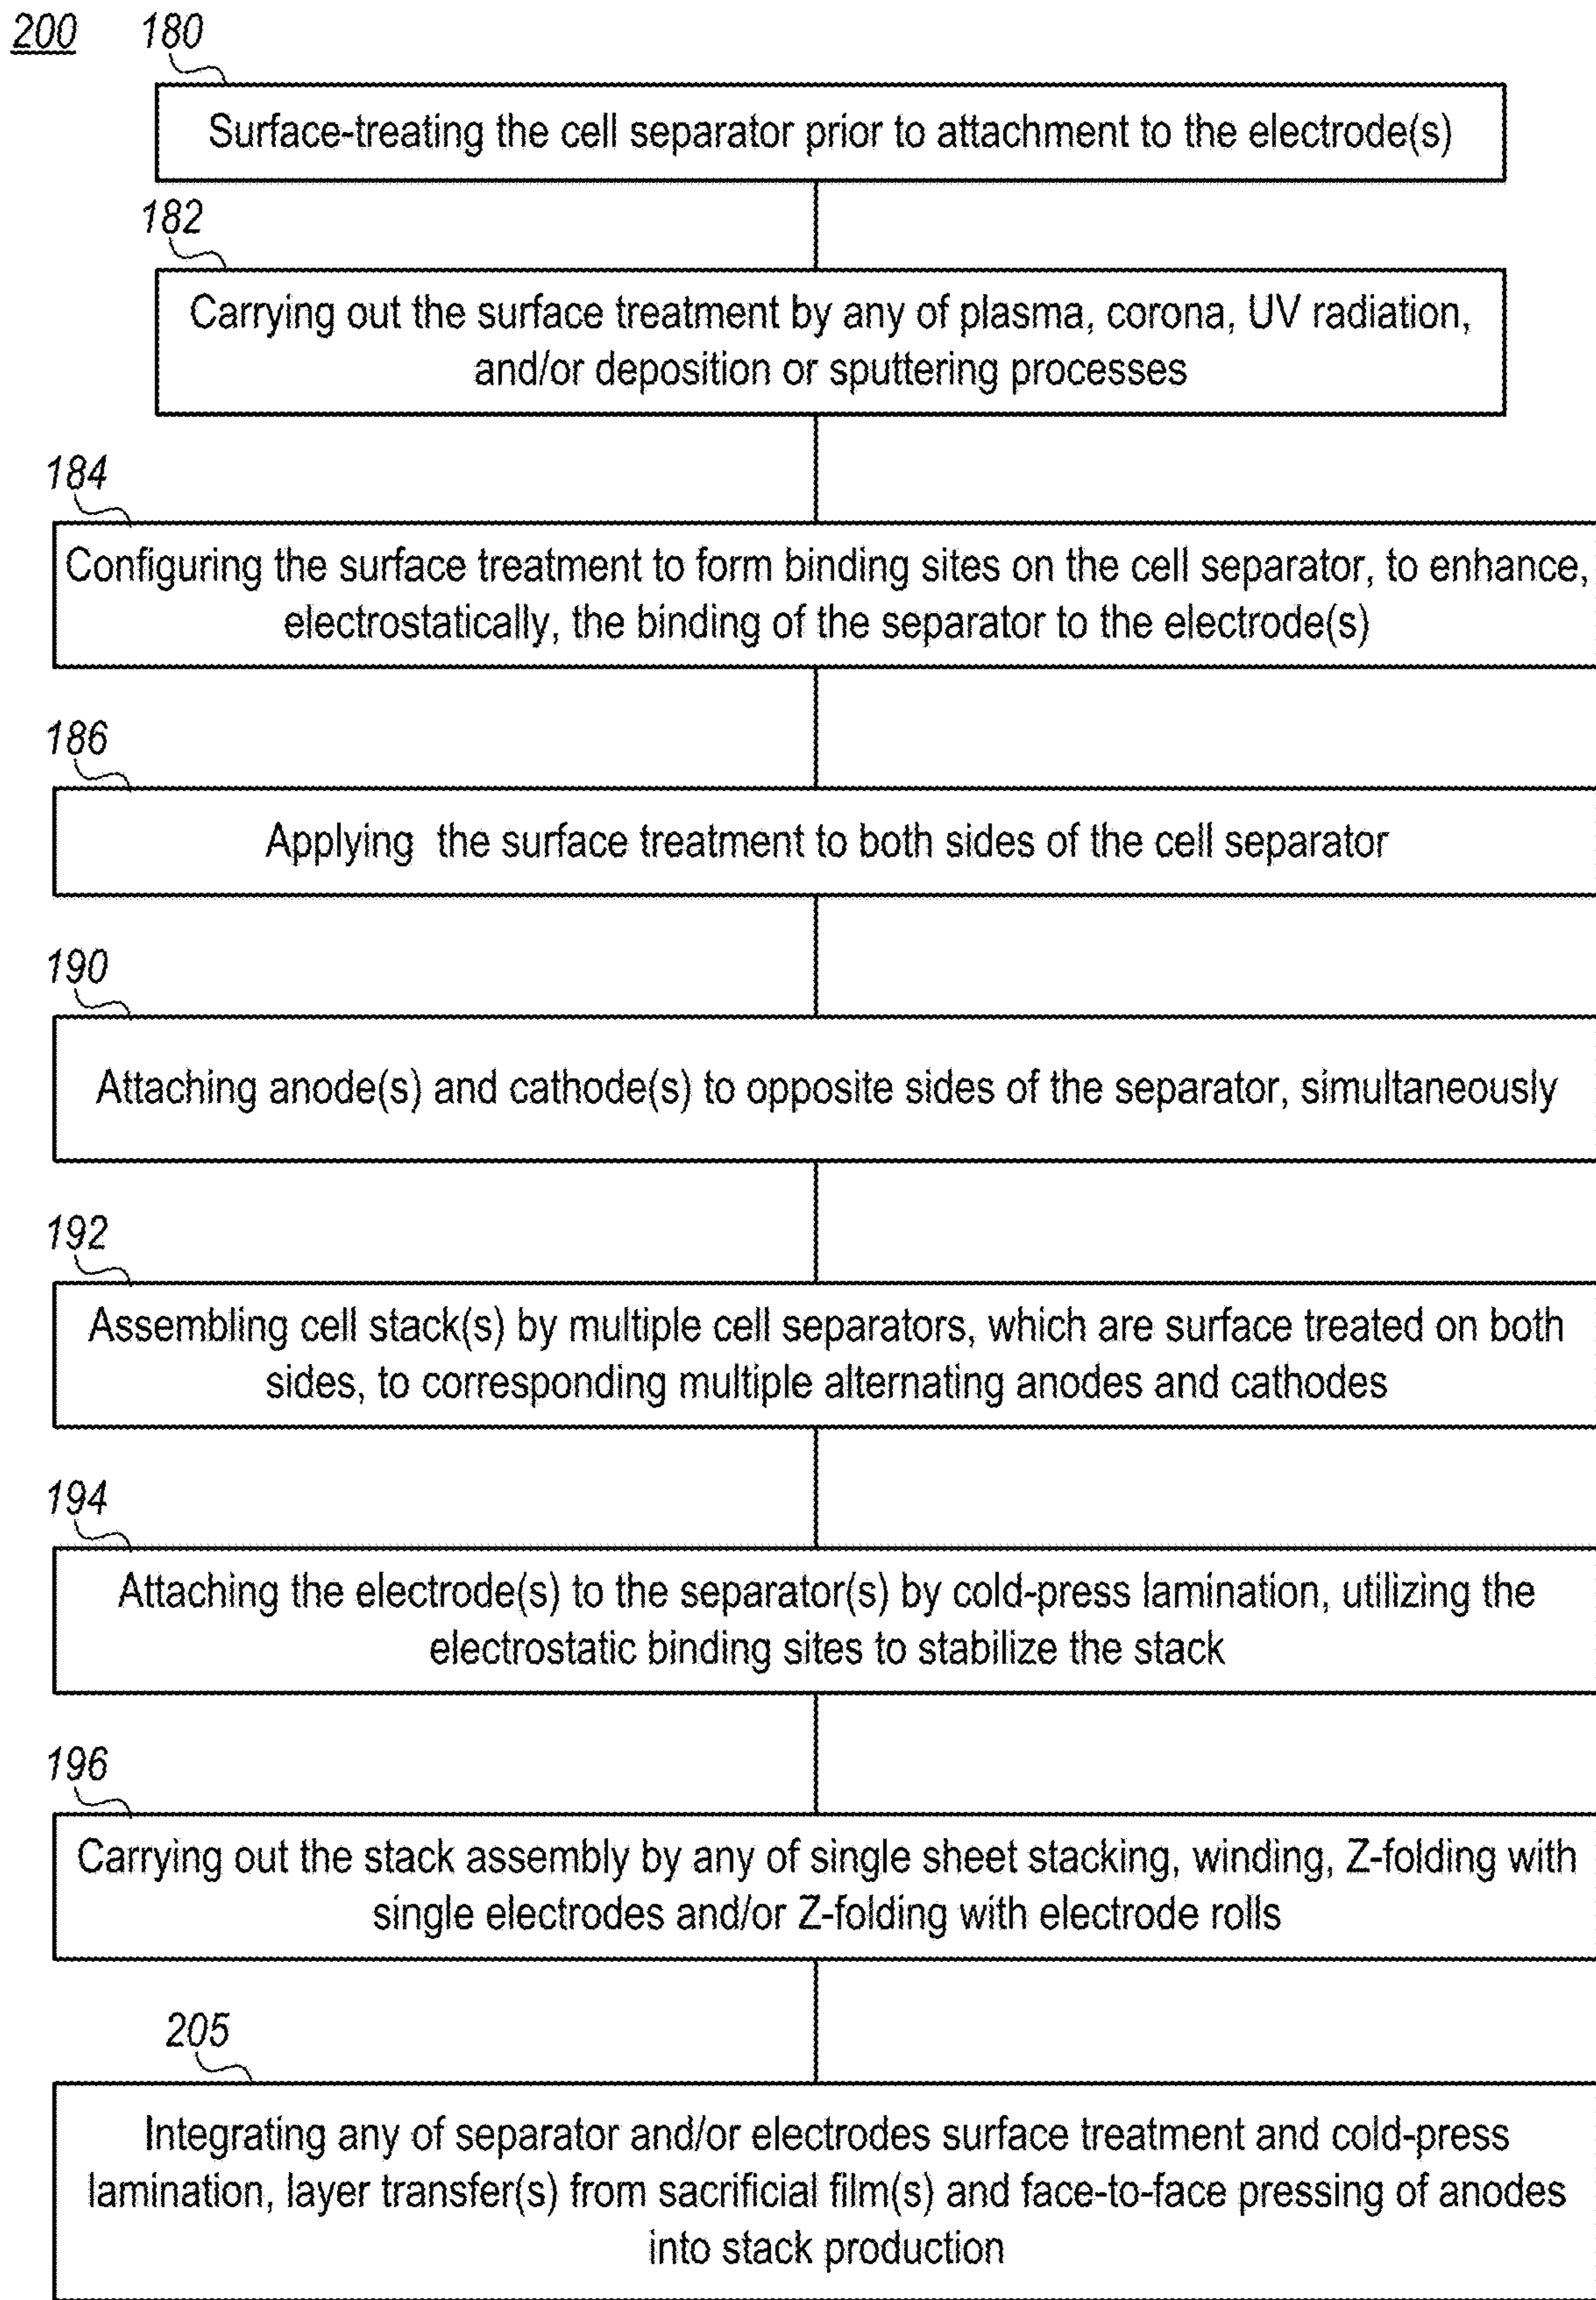 200
180
Surface-treating the cell separator prior to attachment to the electrode(s)
182
Carrying out the surface treatment by any of plasma, corona, UV radiation,
and/or deposition or sputtering processes
184
Configuring the surface treatment to form binding sites on the cell separator, to enhance,
electrostatically, the binding of the separator to the electrode(s)
186
Applying the surface treatment to both sides of the cell separator
190
Attaching anode(s) and cathode(s) to opposite sides of the separator, simultaneously
192
Assembling cell stack(s) by multiple cell separators, which are surface treated on both
sides, to corresponding multiple alternating anodes and cathodes
194
Attaching the electrode(s) to the separator(s) by cold-press lamination, utilizing the
electrostatic binding sites to stabilize the stack
196
Carrying out the stack assembly by any of single sheet stacking, winding, Z-folding with
single electrodes and/or Z-folding with electrode rolls
205
Integrating any of separator and/or electrodes surface treatment and cold-press
lamination, layer transfer(s) from sacrificial film(s) and face-to-face pressing of anodes
into stack production